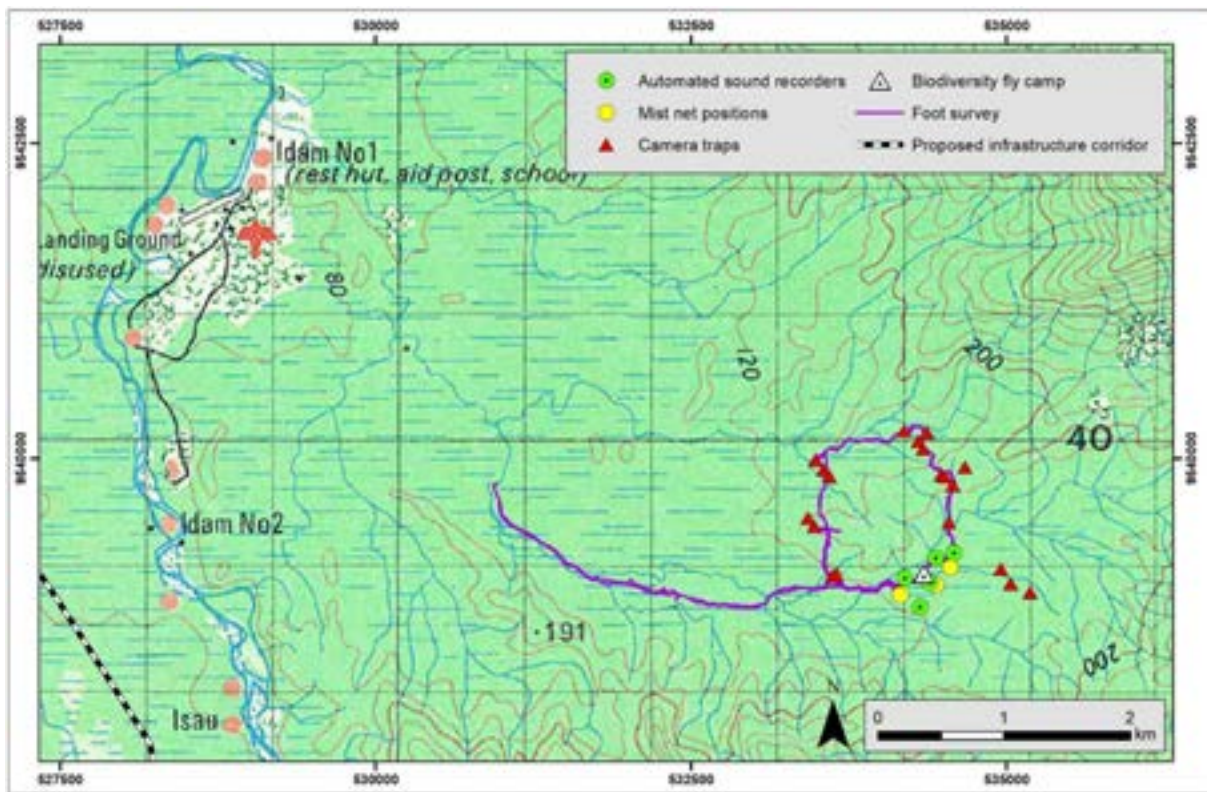 527500 530000 532500 535000
Automated sound recorders
Biodiversity fly camp
Mist net positions
Foot survey
Camera traps
Proposed infrastructure corridor
9542500
9542500
Idam No1
(rest hut, aid post, school)
Landing Ground
disused)
80
120
200
40
9540000
9540000
Idam No2
191
200
Isau
0 1 2
km
527500 530000 532500 535000